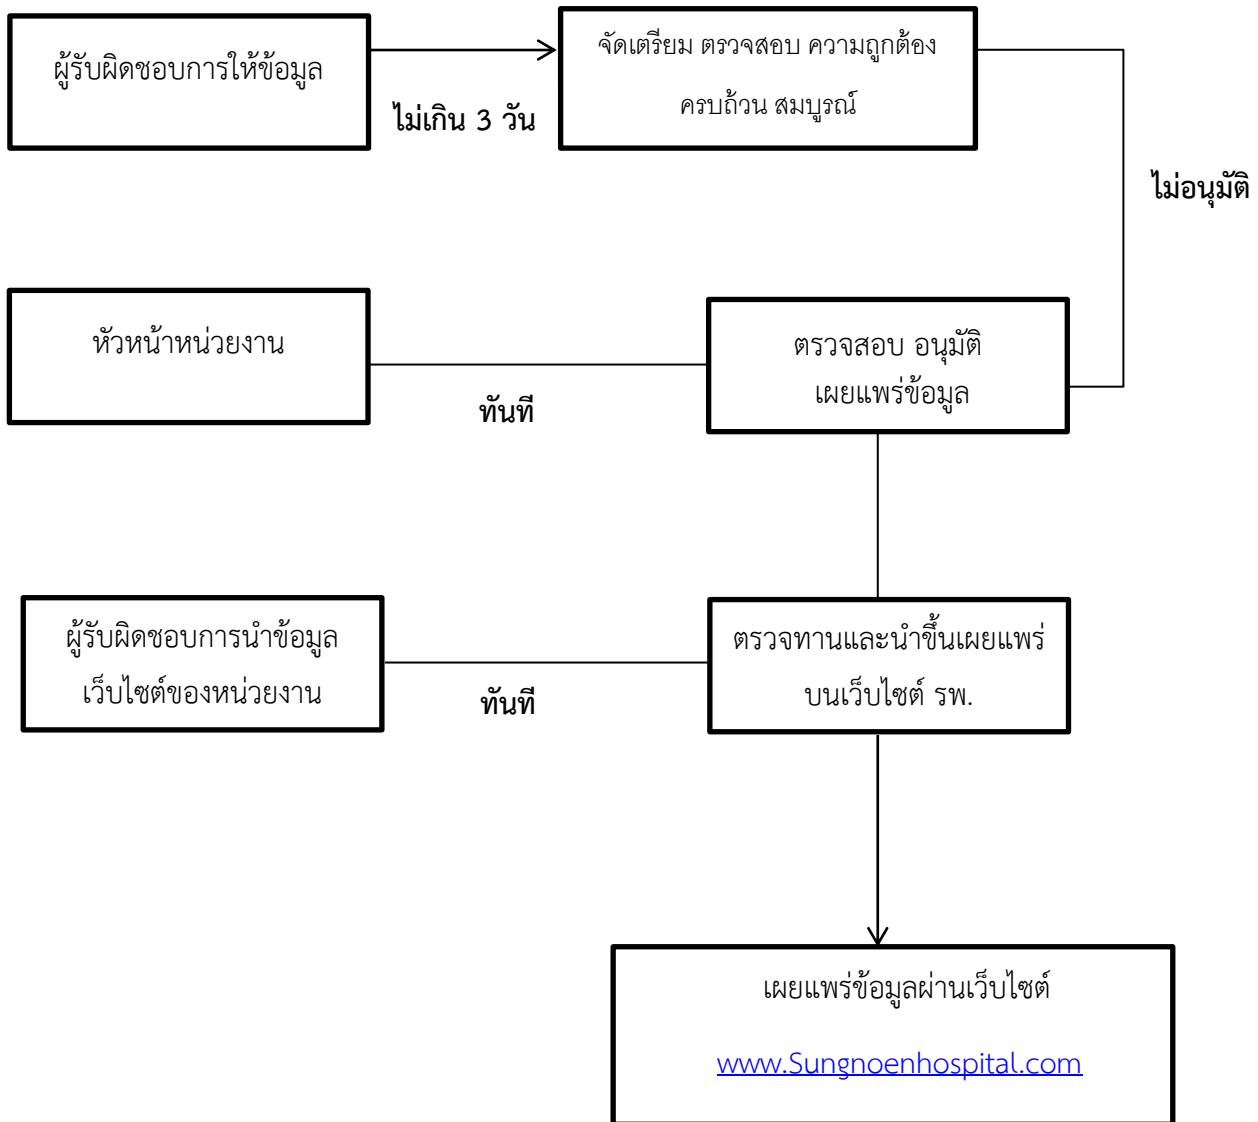 ผู้รับผิดชอบการให้ข้อมูล
ไม่เกิน 3 วัน
จัดเตรียม ตรวจสอบ ความถูกต้อง
ครบถ้วน สมบูรณ์
ไม่อนุมัติ
หัวหน้าหน่วยงาน
ทันที
ตรวจสอบ อนุมัติ
เผยแพร่ข้อมูล
ผู้รับผิดชอบการนำข้อมูล
เว็บไซต์ของหน่วยงาน
ทันที
ตรวจทานและนำขึ้นเผยแพร่
บนเว็บไซต์ รพ.
เผยแพร่ข้อมูลผ่านเว็บไซต์
www.Sungnoenhospital.com